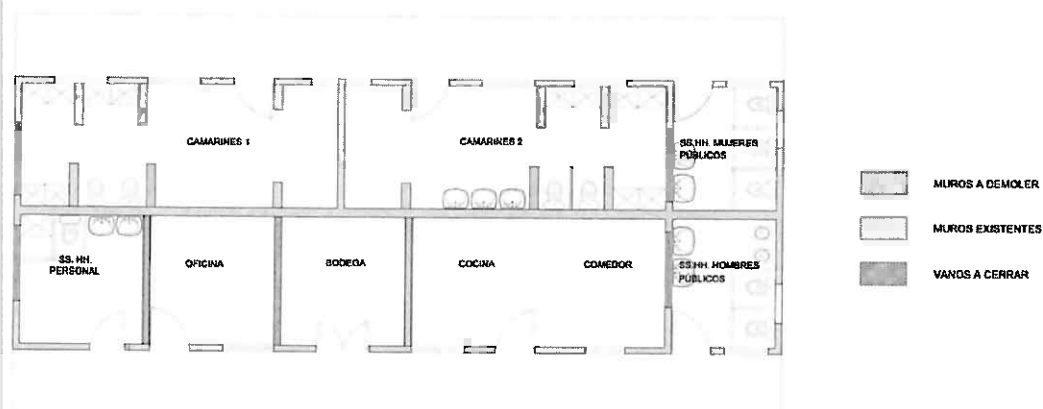 CAMARINES 1
CAMARINES 2
SS.HH. MUJERES
PÚBLICOS
SS. HH.
PERSONAL
OFICINA
BODEGA
COCINA
COMEDOR
SS.HH. HOMBRES
PÚBLICOS
MUROS A DEMOLER
MUROS EXISTENTES
VANOS A CERRAR